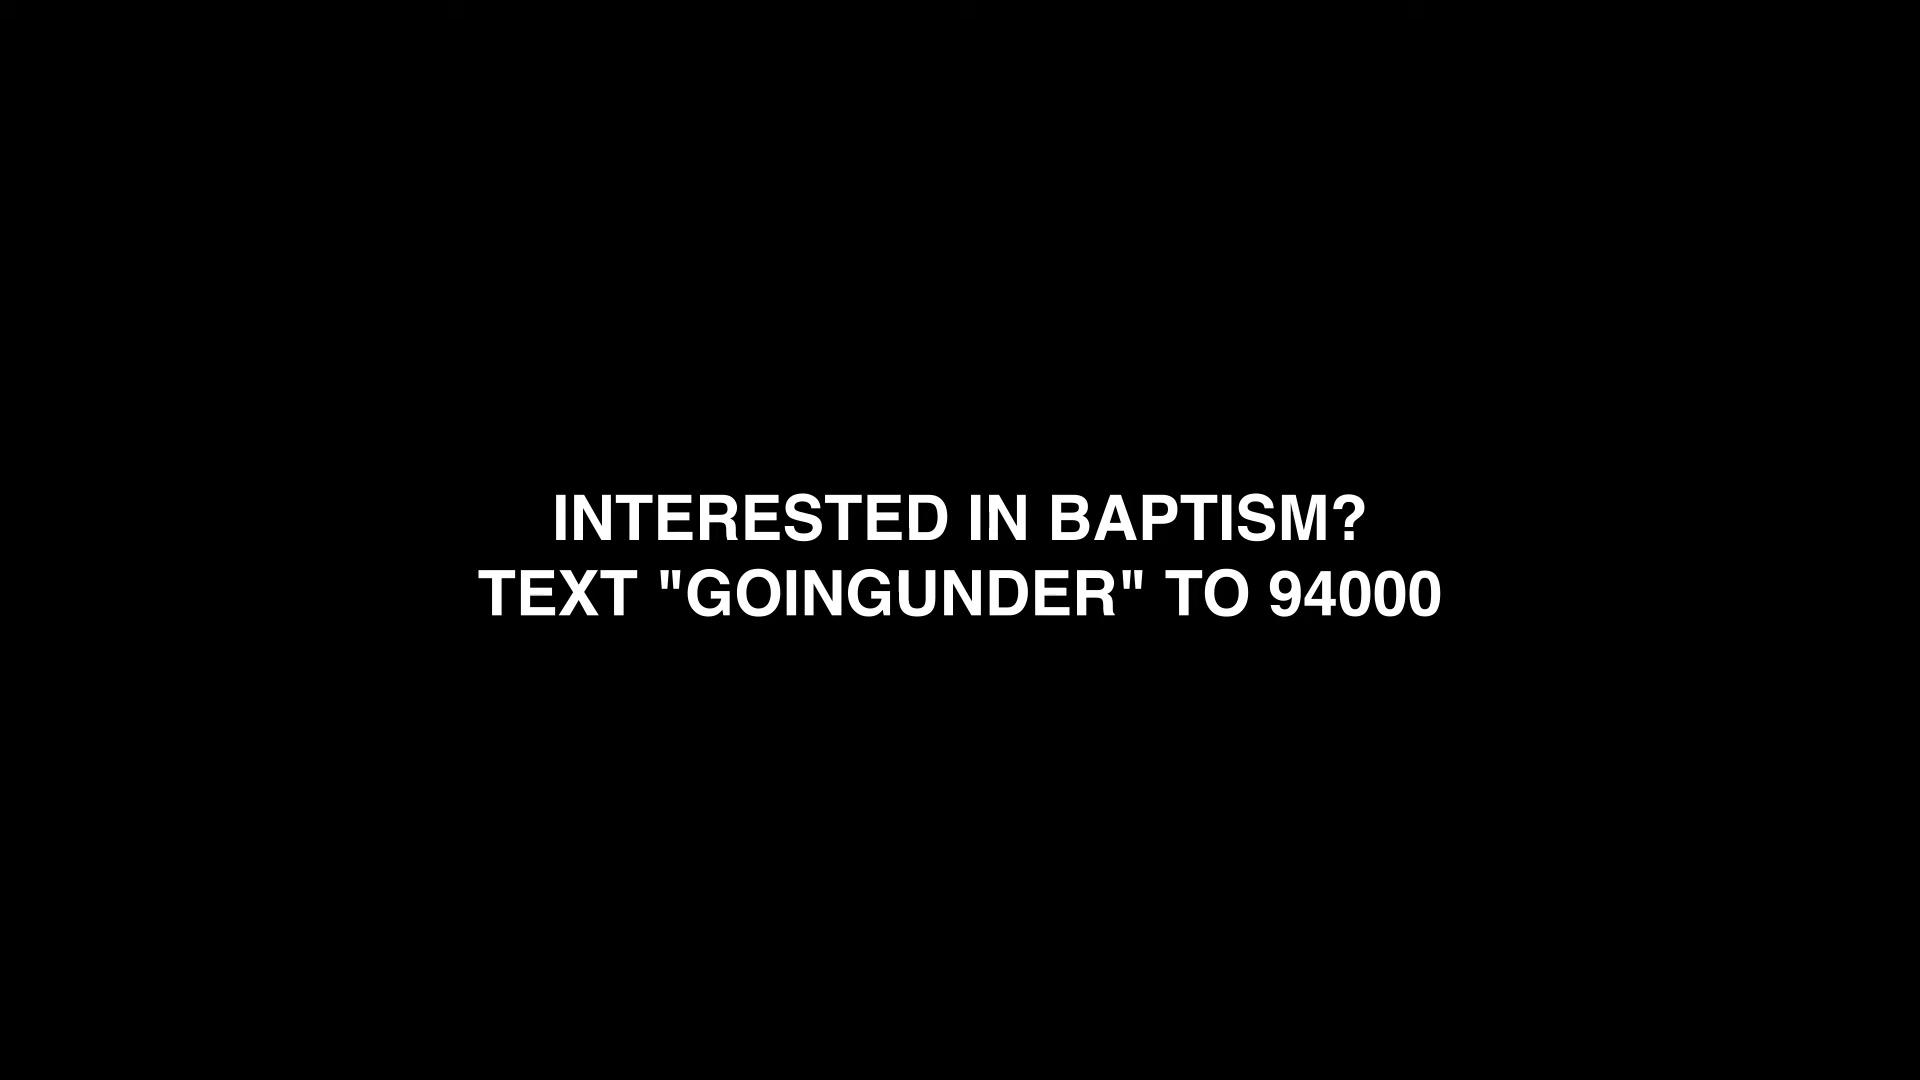 INTERESTED IN BAPTISM?
TEXT "GOINGUNDER" TO 94000